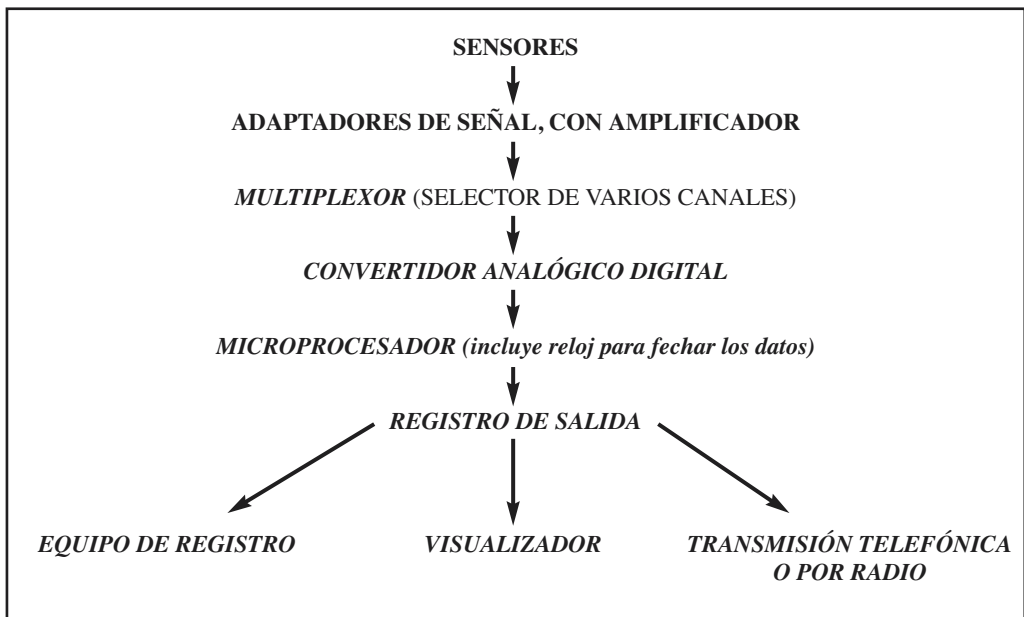 SENSORES
ADAPTADORES DE SEÑAL, CON AMPLIFICADOR
MULTIPLEXOR (SELECTOR DE VARIOS CANALES)
CONVERTIDOR ANALÓGICO DIGITAL
MICROPROCESADOR (incluye reloj para fechar los datos)
REGISTRO DE SALIDA
EQUIPO DE REGISTRO
VISUALIZADOR
TRANSMISIÓN TELEFÓNICA
O POR RADIO